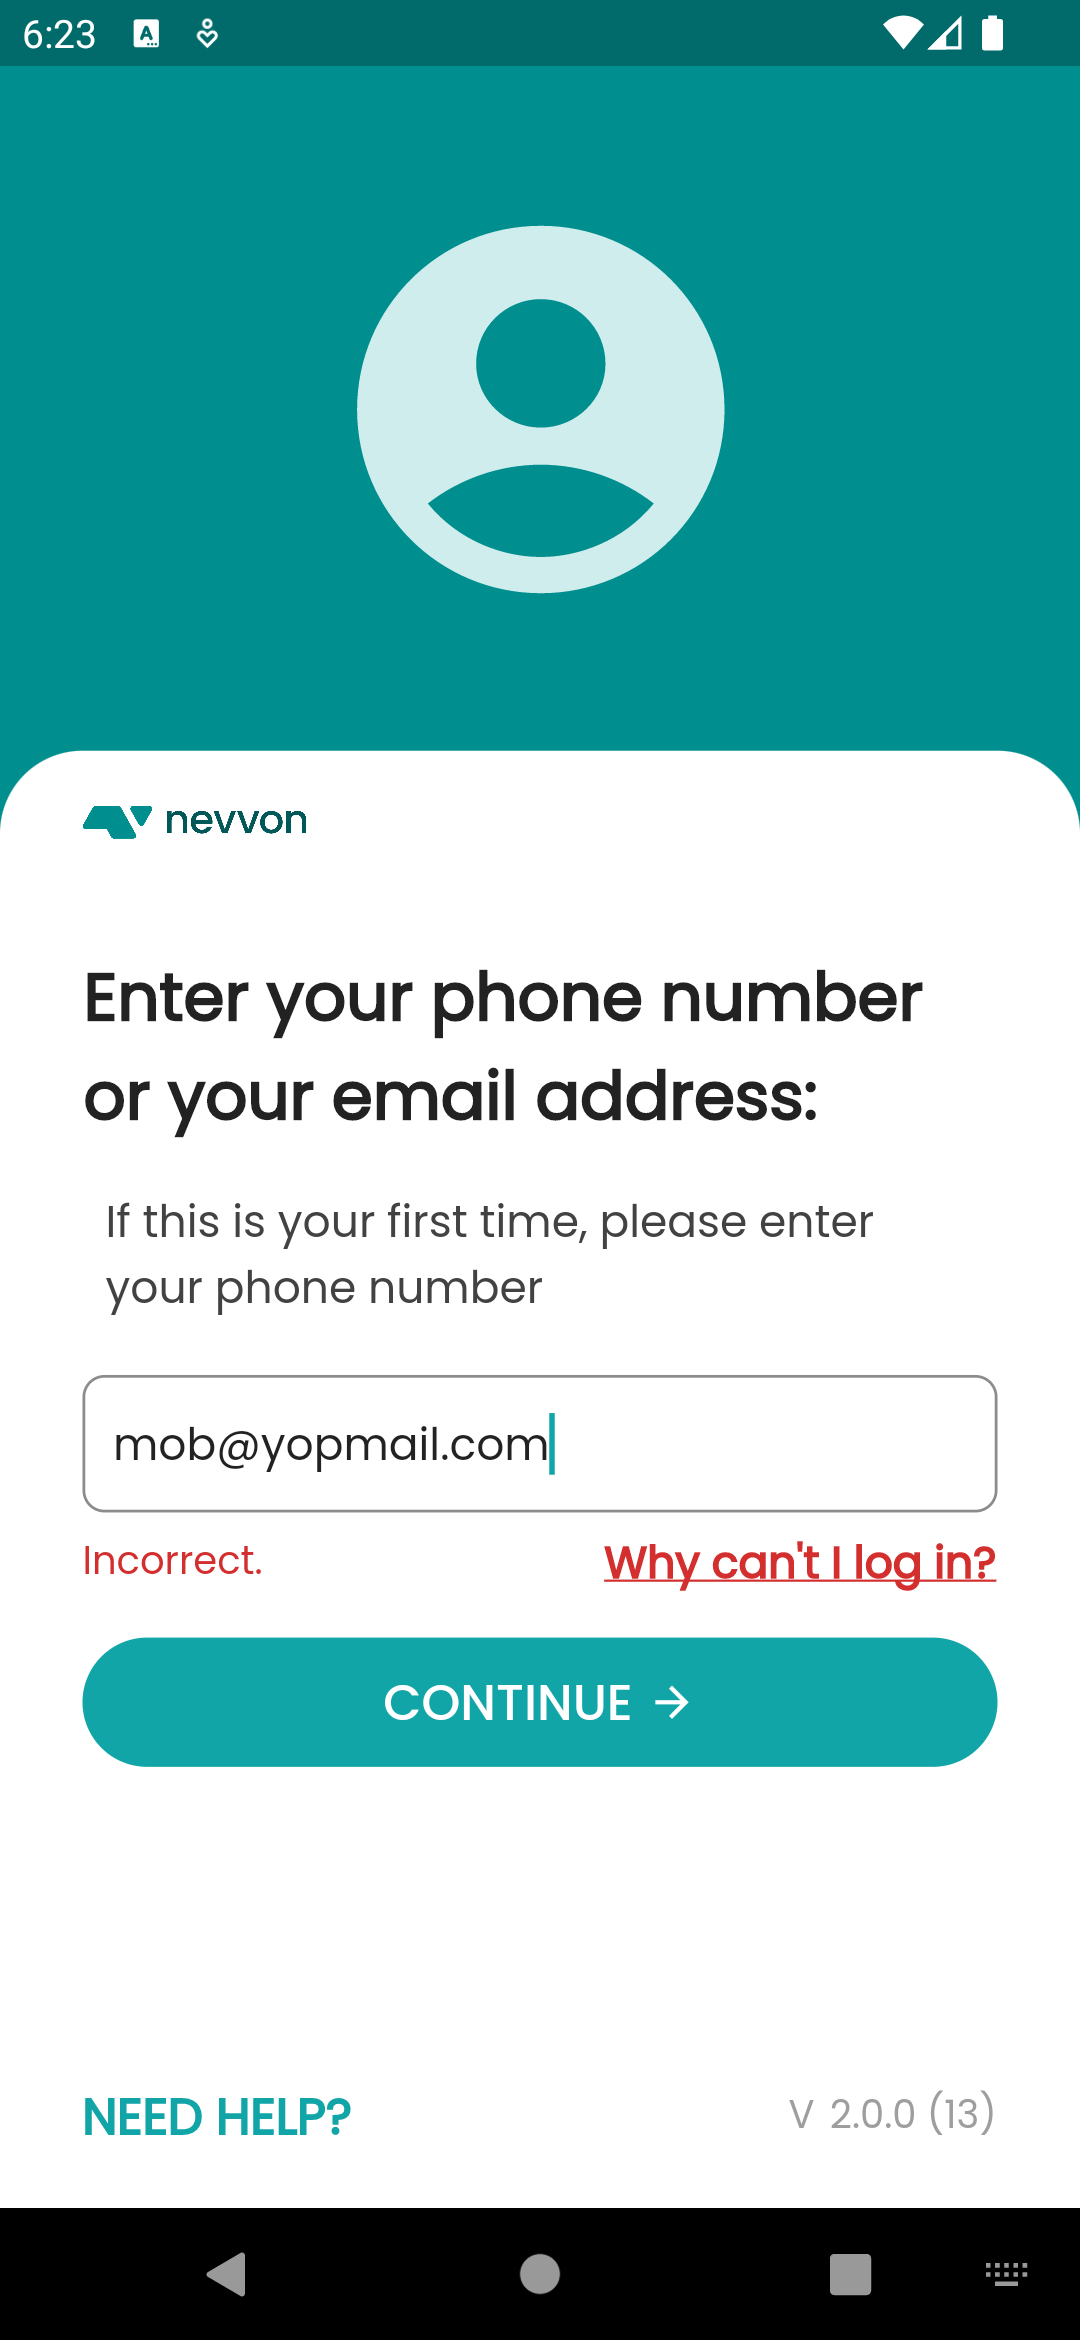 6:23
nevvon
Enter your phone number
or your email address:
If this is your first time, please enter
your phone number
mob@yopmail.com
Incorrect.
Why can't I log in?
CONTINUE →
NEED HELP?
V 2.0.0 (13)